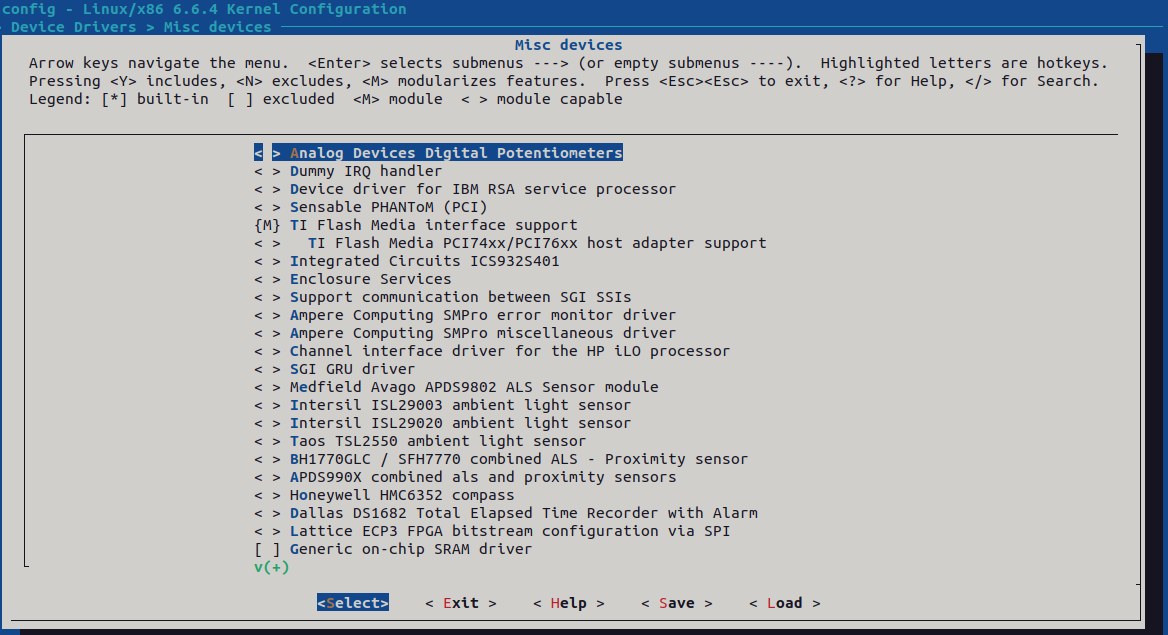 config - Linux/x86 6.6.4 Kernel Configuration
> Device Drivers > Misc devices
Misc devices
Arrow keys navigate the menu.  <Enter> selects submenus ---> (or empty submenus ----).  Highlighted letters are hotkeys.
Pressing <Y> includes, <N> excludes, <M> modularizes features.  Press <Esc><Esc> to exit, <?> for Help, </> for Search.
Legend: [*] built-in  [ ] excluded  <M> module  < > module capable
< > Analog Devices Digital Potentiometers
< > Dummy IRQ handler
< > Device driver for IBM RSA service processor
< > Sensable PHANToM (PCI)
{M} TI Flash Media interface support
< >   TI Flash Media PCI74xx/PCI76xx host adapter support
< > Integrated Circuits ICS932S401
< > Enclosure Services
< > Support communication between SGI SSIs
< > Ampere Computing SMPro error monitor driver
< > Ampere Computing SMPro miscellaneous driver
< > Channel interface driver for the HP iLO processor
< > SGI GRU driver
< > Medfield Avago APDS9802 ALS Sensor module
< > Intersil ISL29003 ambient light sensor
< > Intersil ISL29020 ambient light sensor
< > Taos TSL2550 ambient light sensor
< > BH1770GLC / SFH7770 combined ALS - Proximity sensor
< > APDS990X combined als and proximity sensors
< > Honeywell HMC6352 compass
< > Dallas DS1682 Total Elapsed Time Recorder with Alarm
< > Lattice ECP3 FPGA bitstream configuration via SPI
[ ] Generic on-chip SRAM driver
v(+)
<Select>    < Exit >    < Help >    < Save >    < Load >